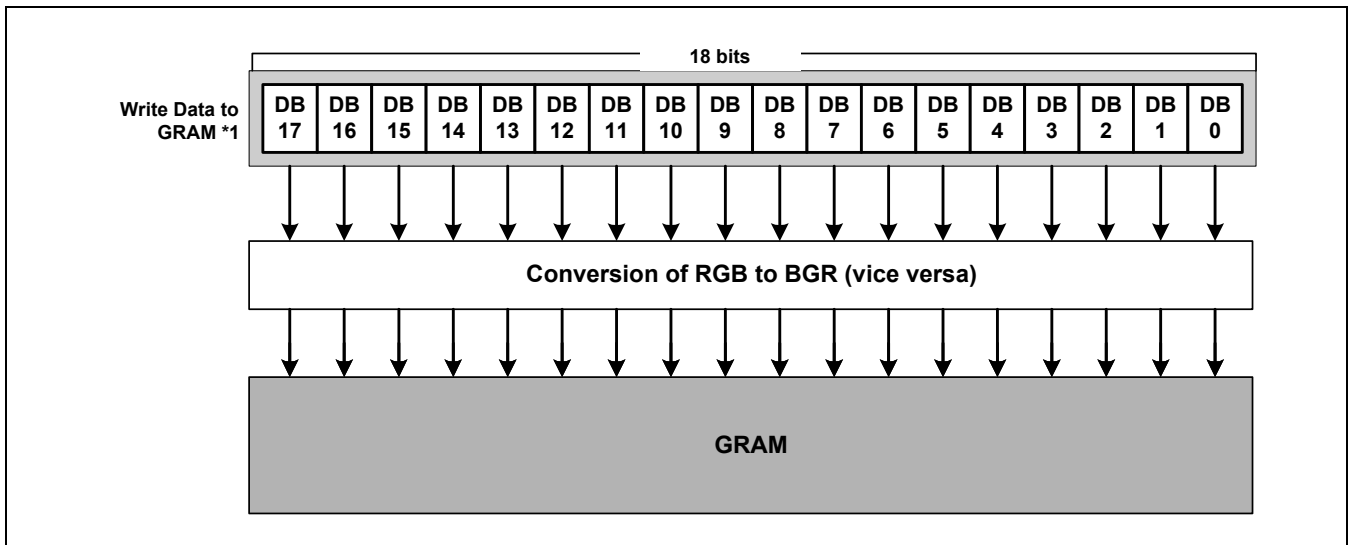 18 bits
Write Data to
GRAM *1
DB DB DB DB DB DB DB DB DB DB DB DB DB DB DB DB DB DB
17 16 15 14 13 12 11 10 9 8 7 6 5 4 3 2 1 0
Conversion of RGB to BGR (vice versa)
GRAM